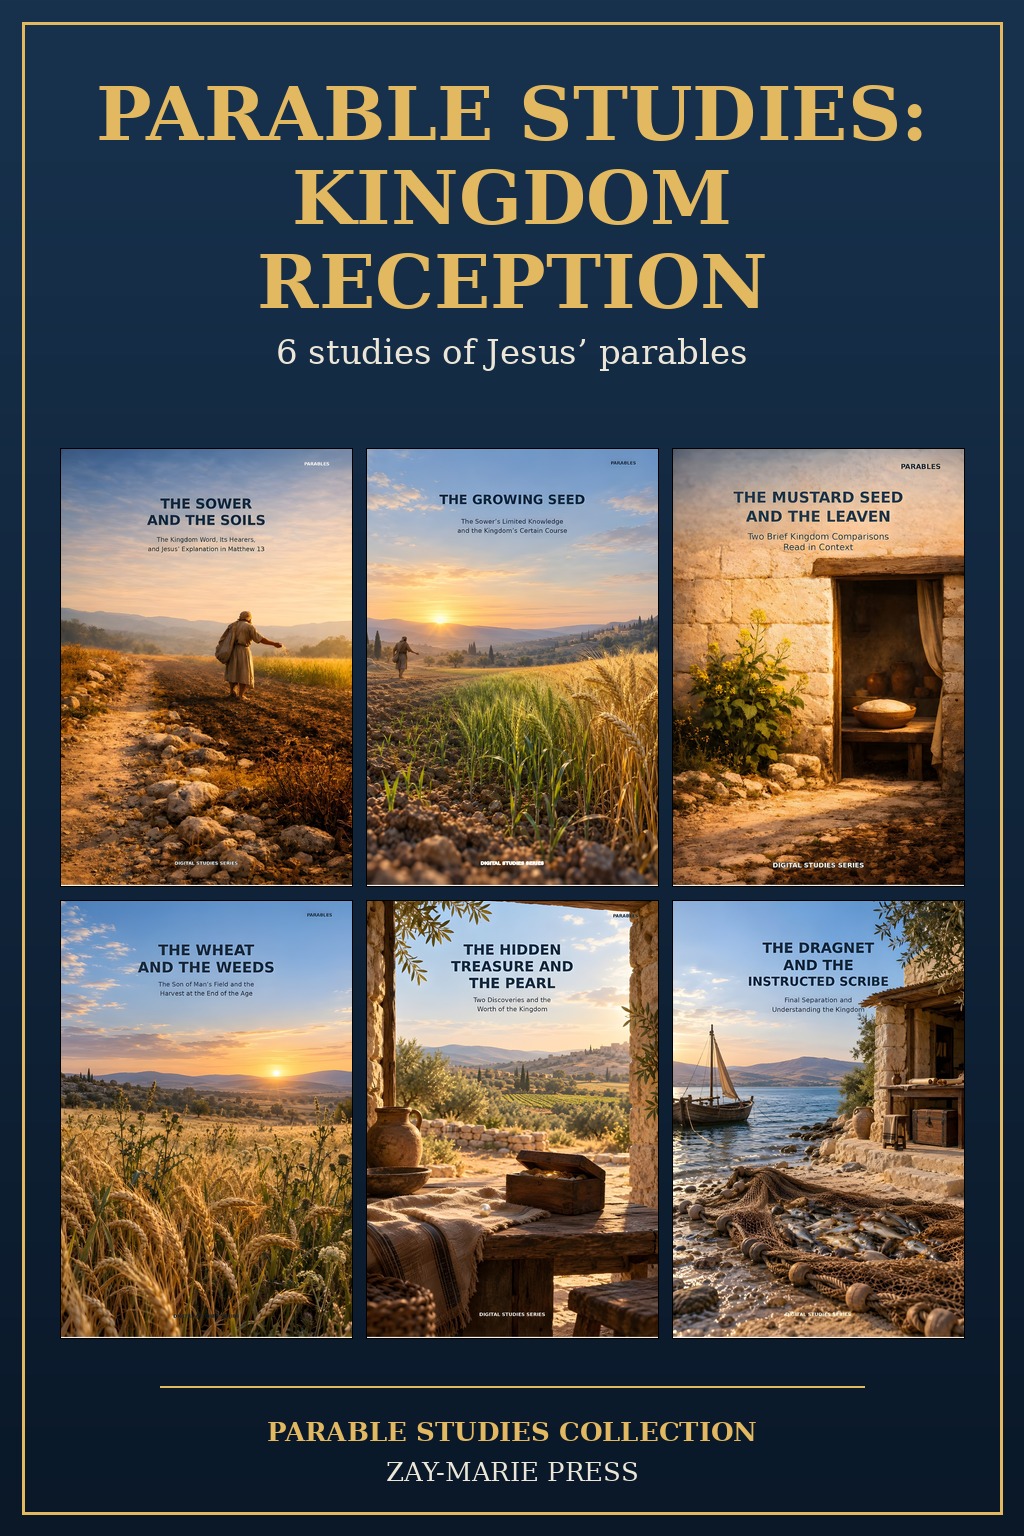 PARABLE STUDIES:
KINGDOM
RECEPTION
6 studies of Jesus’ parables
PARABLES
THE SOWER
AND THE SOILS
The Kingdom Word, Its Hearers,
and Jesus’ Explanation in Matthew 13
DIGITAL STUDIES SERIES
PARABLES
THE GROWING SEED
The Sower’s Limited Knowledge
and the Kingdom’s Certain Course
DIGITAL STUDIES SERIES
PARABLES
THE MUSTARD SEED
AND THE LEAVEN
Two Brief Kingdom Comparisons
Read in Context
DIGITAL STUDIES SERIES
PARABLES
THE WHEAT
AND THE WEEDS
The Son of Man’s Field and the
Harvest at the End of the Age
PARABLES
THE HIDDEN
TREASURE AND
THE PEARL
Two Discoveries and the
Worth of the Kingdom
DIGITAL STUDIES SERIES
THE DRAGNET
AND THE
INSTRUCTED SCRIBE
Final Separation and
Understanding the Kingdom
DIGITAL STUDIES SERIES
PARABLE STUDIES COLLECTION
ZAY-MARIE PRESS